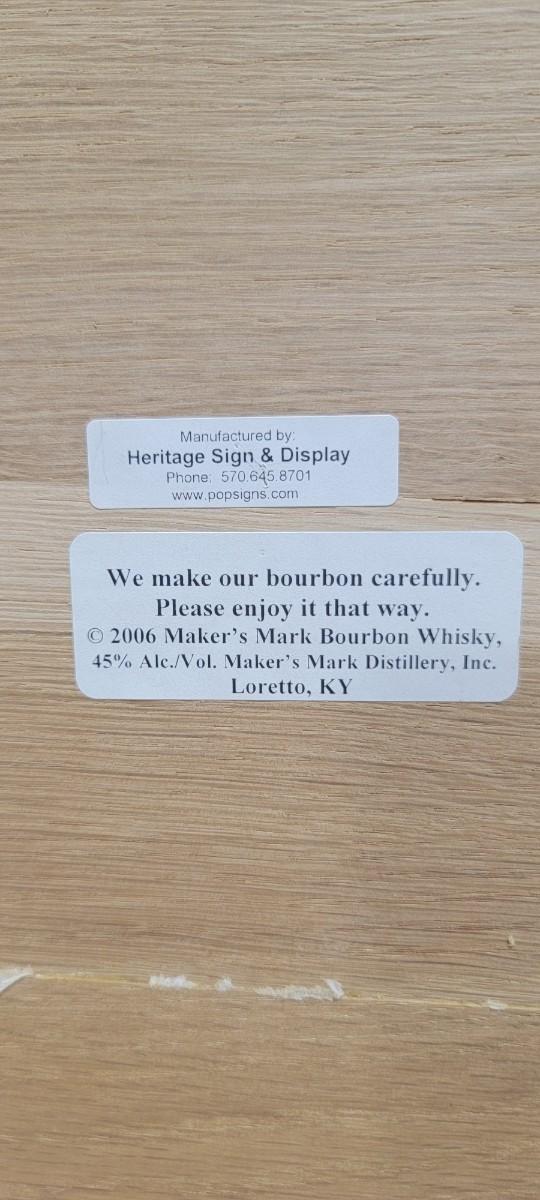 Manufactured by:
Heritage Sign & Display
Phone: 570.645.8701
www.popsigns.com
We make our bourbon carefully.
Please enjoy it that way.
© 2006 Maker's Mark Bourbon Whisky,
45% Alc./Vol. Maker's Mark Distillery, Inc.
Loretto, KY